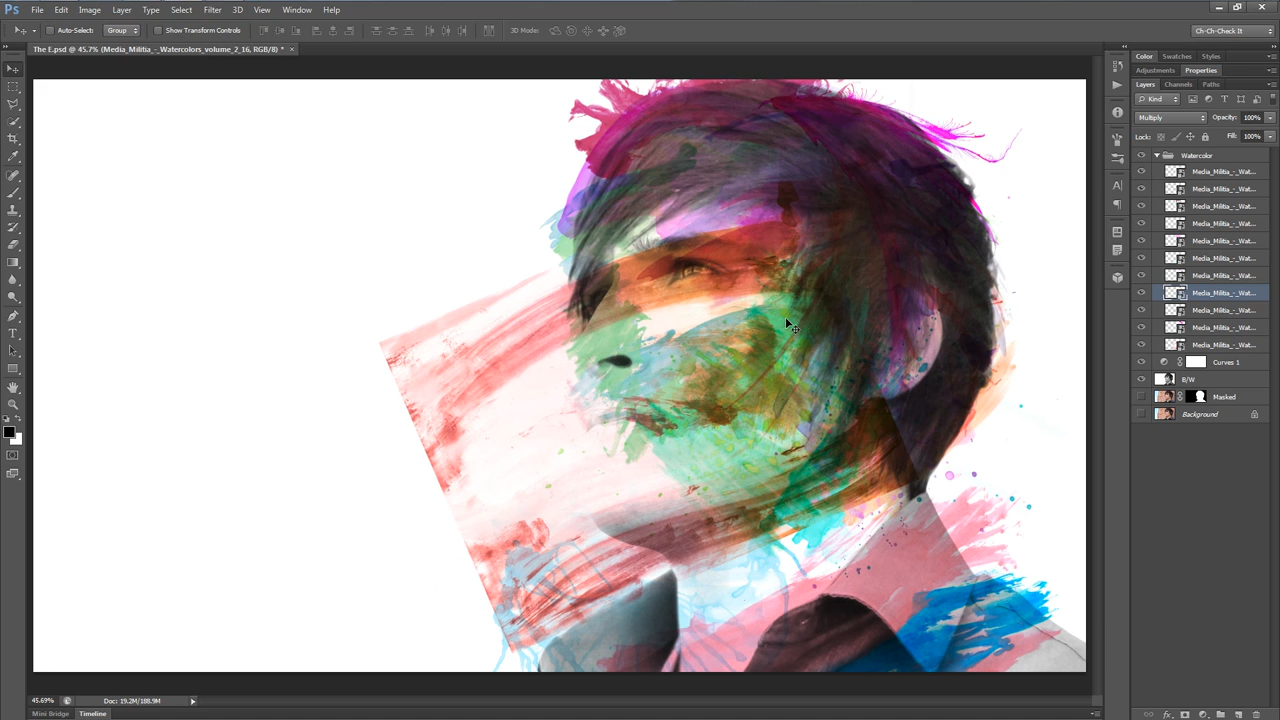 Ps File Edit Image Layer Type Select Filter 3D View Window Help
Auto-Select: Group Show Transform Controls 3D Mode: Ch-Ch-Check It
The E.psd @ 45.7% (Media_Militia_-_Watercolors_volume_2_16, RGB/8) * ×
Color Swatches Styles
Adjustments Properties
Layers Channels Paths
Kind
Multiply Opacity: 100%
Lock: Fill: 100%
Watercolor
Media_Militia_-_Wat...
Media_Militia_-_Wat...
Media_Militia_-_Wat...
Media_Militia_-_Wat...
Media_Militia_-_Wat...
Media_Militia_-_Wat...
Media_Militia_-_Wat...
Media_Militia_-_Wat...
Media_Militia_-_Wat...
Media_Militia_-_Wat...
Media_Militia_-_Wat...
Curves 1
B/W
Masked
Background
45.69% Doc: 19.2M/188.9M
Mini Bridge Timeline